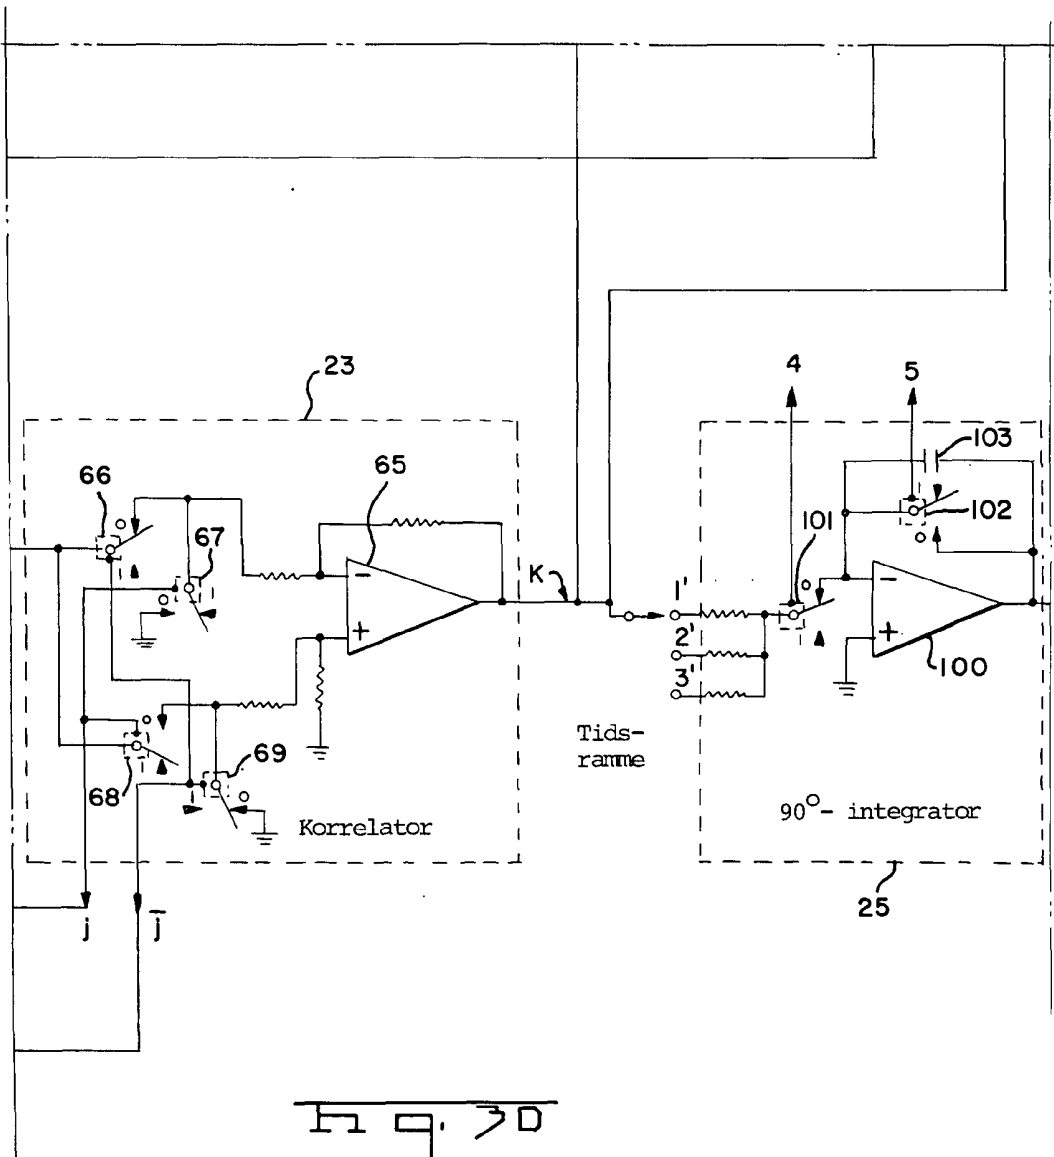 23
4
5
103
66
65
O
I
102
O
67
101
O
I
I
O
K
1'
O
−
+
−
+
I
2'
100
3'
O
69
Tids-
ramme
68
I
I
O
Korrelator
90°- integrator
25
j
j̅
Fig. 3D